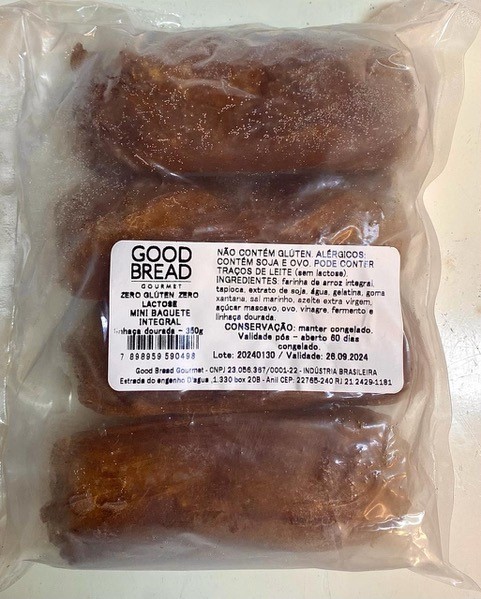 GOOD
BREAD
GOURMET
ZERO GLÚTEN ZERO
LACTOSE
MINI BAQUETE
INTEGRAL
linhaça dourada - 350g
7 898959 590498
NÃO CONTÉM GLÚTEN. ALÉRGICOS:
CONTÉM SOJA E OVO. PODE CONTER
TRAÇOS DE LEITE (sem lactose).
INGREDIENTES: farinha de arroz integral,
tapioca, extrato de soja, água, gelatina, goma
xantana, sal marinho, azeite extra virgem,
açúcar mascavo, ovo, vinagre, fermento e
linhaça dourada.
CONSERVAÇÃO: manter congelado.
Validade pós - aberto 60 dias
congelado.
Lote: 20240130 / Validade: 26.09.2024
Good Bread Gourmet - CNPJ 23.056.367/0001-22 - INDÚSTRIA BRASILEIRA
Estrada do engenho D'água ,1.330 box 20B - Anil CEP: 22765-240 RJ 21.2429-1181